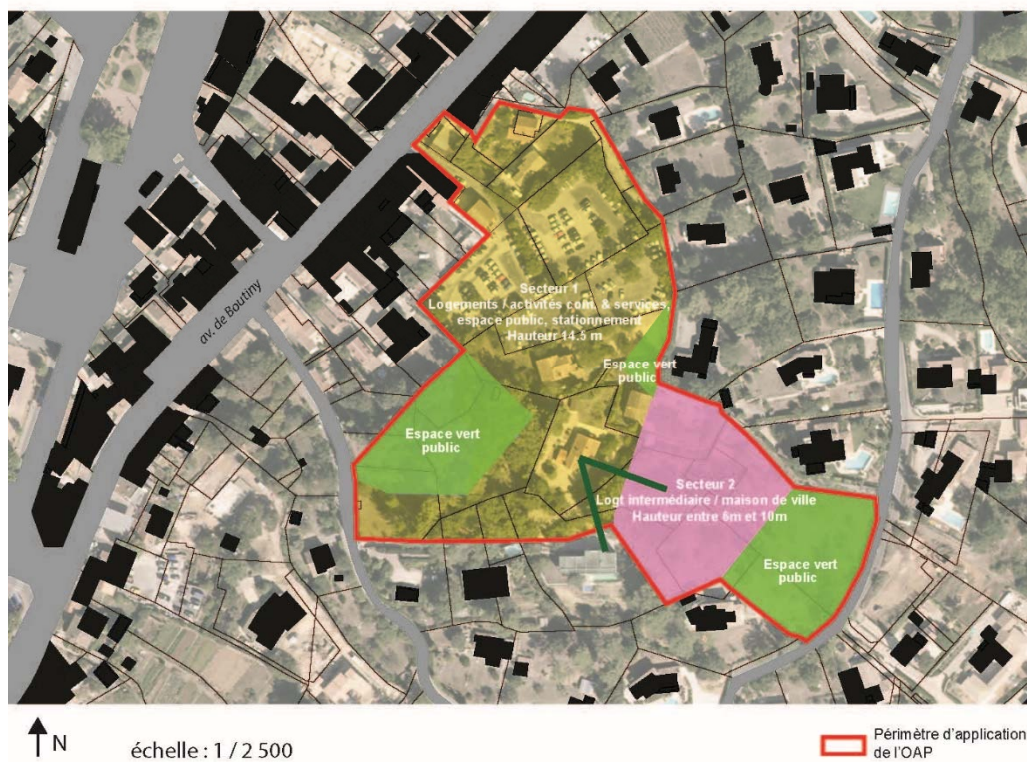 av. de Boutiny
Secteur 1
Logements / activités com. & services,
espace public, stationnement
Hauteur 14.5 m
Espace vert
public
Espace vert
public
Secteur 2
Logt intermédiaire / maison de ville
Hauteur entre 6m et 10m
Espace vert
public
N
échelle : 1 / 2 500
Périmètre d'application
de l'OAP